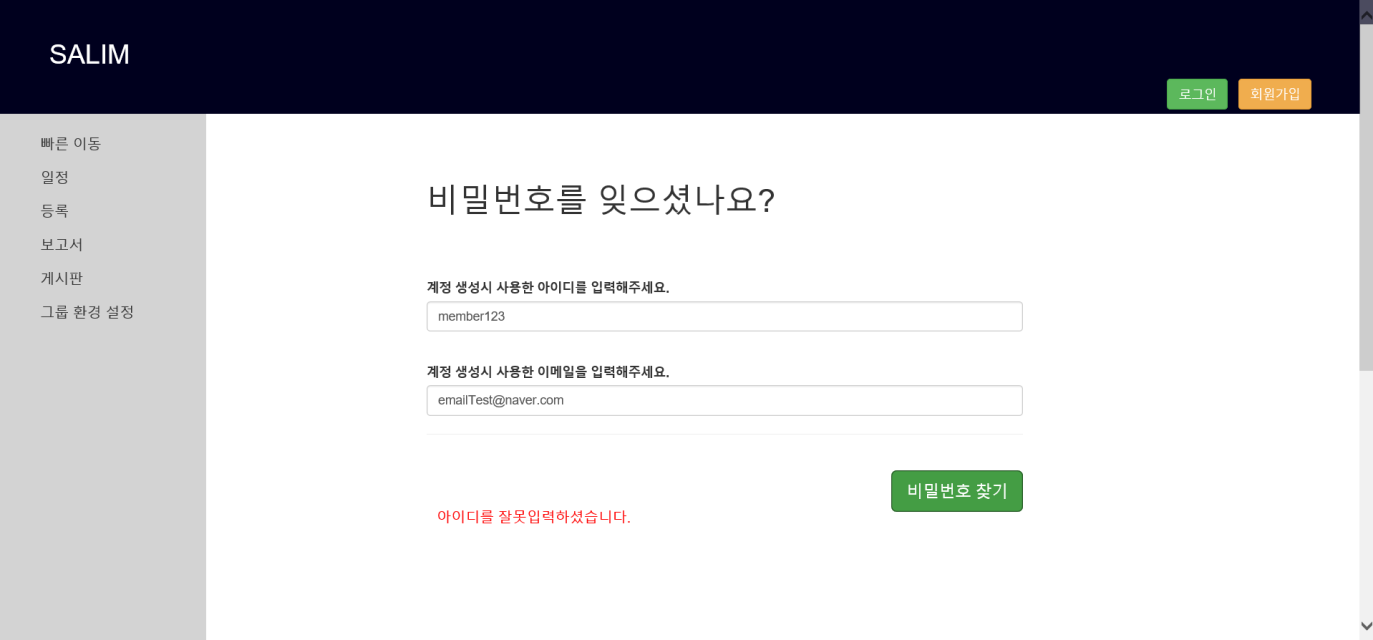 SALIM
로그인
회원가입
빠른 이동
일정
등록
보고서
게시판
그룹 환경 설정
비밀번호를 잊으셨나요?
계정 생성시 사용한 아이디를 입력해주세요.
member123
계정 생성시 사용한 이메일을 입력해주세요.
emailTest@naver.com
비밀번호 찾기
아이디를 잘못입력하셨습니다.